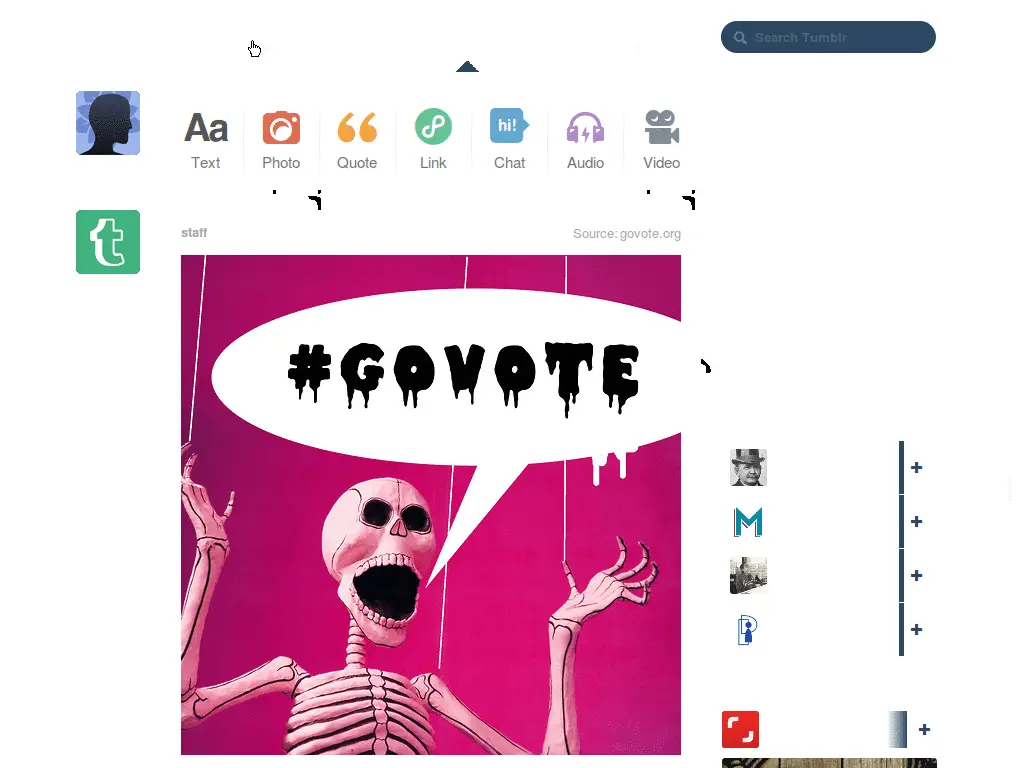 Search Tumblr
Aa
Text
Photo
Quote
Link
hi!
Chat
Audio
Video
t
staff
Source: govote.org
#GOVOTE
M
P